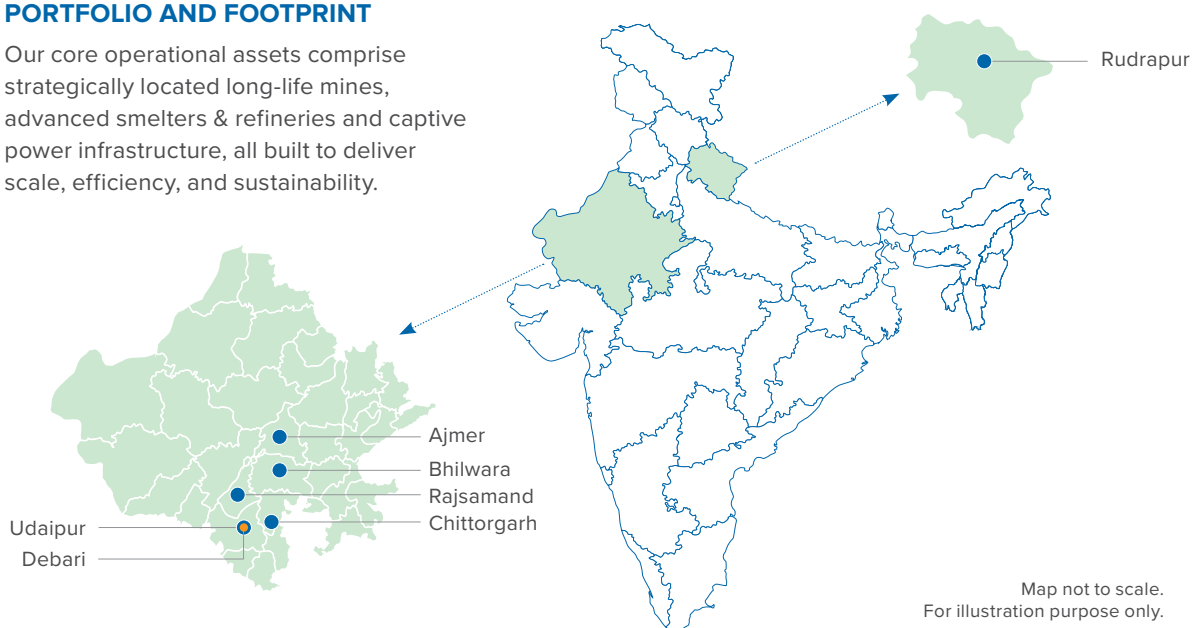 PORTFOLIO AND FOOTPRINT
Our core operational assets comprise
strategically located long-life mines,
advanced smelters & refineries and captive
power infrastructure, all built to deliver
scale, efficiency, and sustainability.
Rudrapur
Ajmer
Bhilwara
Rajsamand
Chittorgarh
Udaipur
Debari
Map not to scale.
For illustration purpose only.